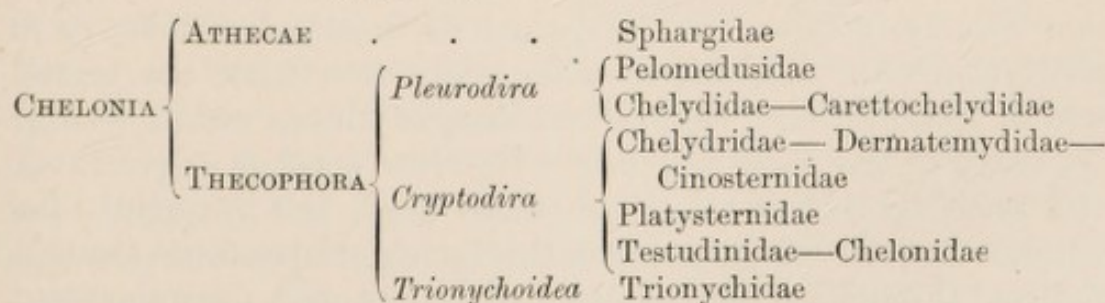 ATHECAE . . . Sphargidae
Pleurodira Pelomedusidae
CHELONIA Chelydidae—Carettochelydidae
Chelydridae— Dermatemydidae—
THECOPHORA Cinosternidae
Cryptodira Platysternidae
Testudinidae—Chelonidae
Trionychoidea Trionychidae